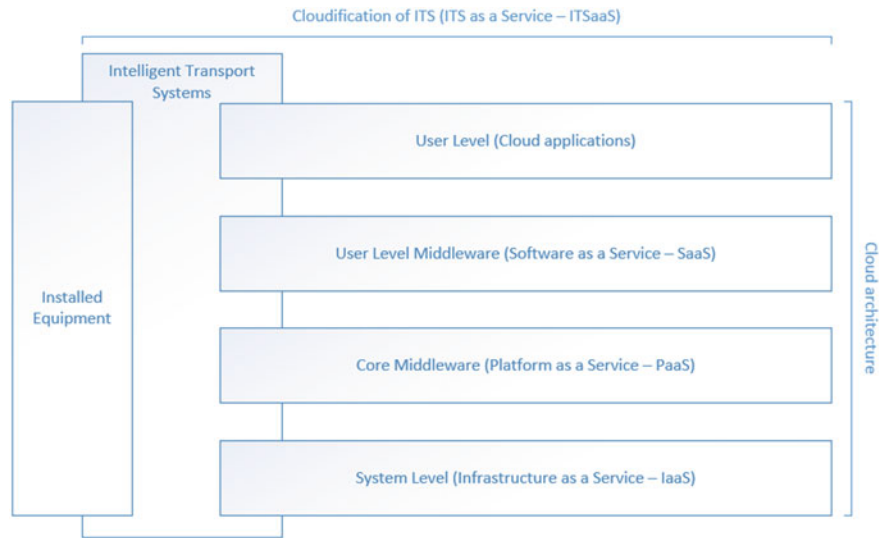 Cloudification of ITS (ITS as a Service – ITSaaS)
Intelligent Transport
Systems
User Level (Cloud applications)
User Level Middleware (Software as a Service – SaaS)
Installed
Equipment
Core Middleware (Platform as a Service – PaaS)
System Level (Infrastructure as a Service – IaaS)
Cloud architecture